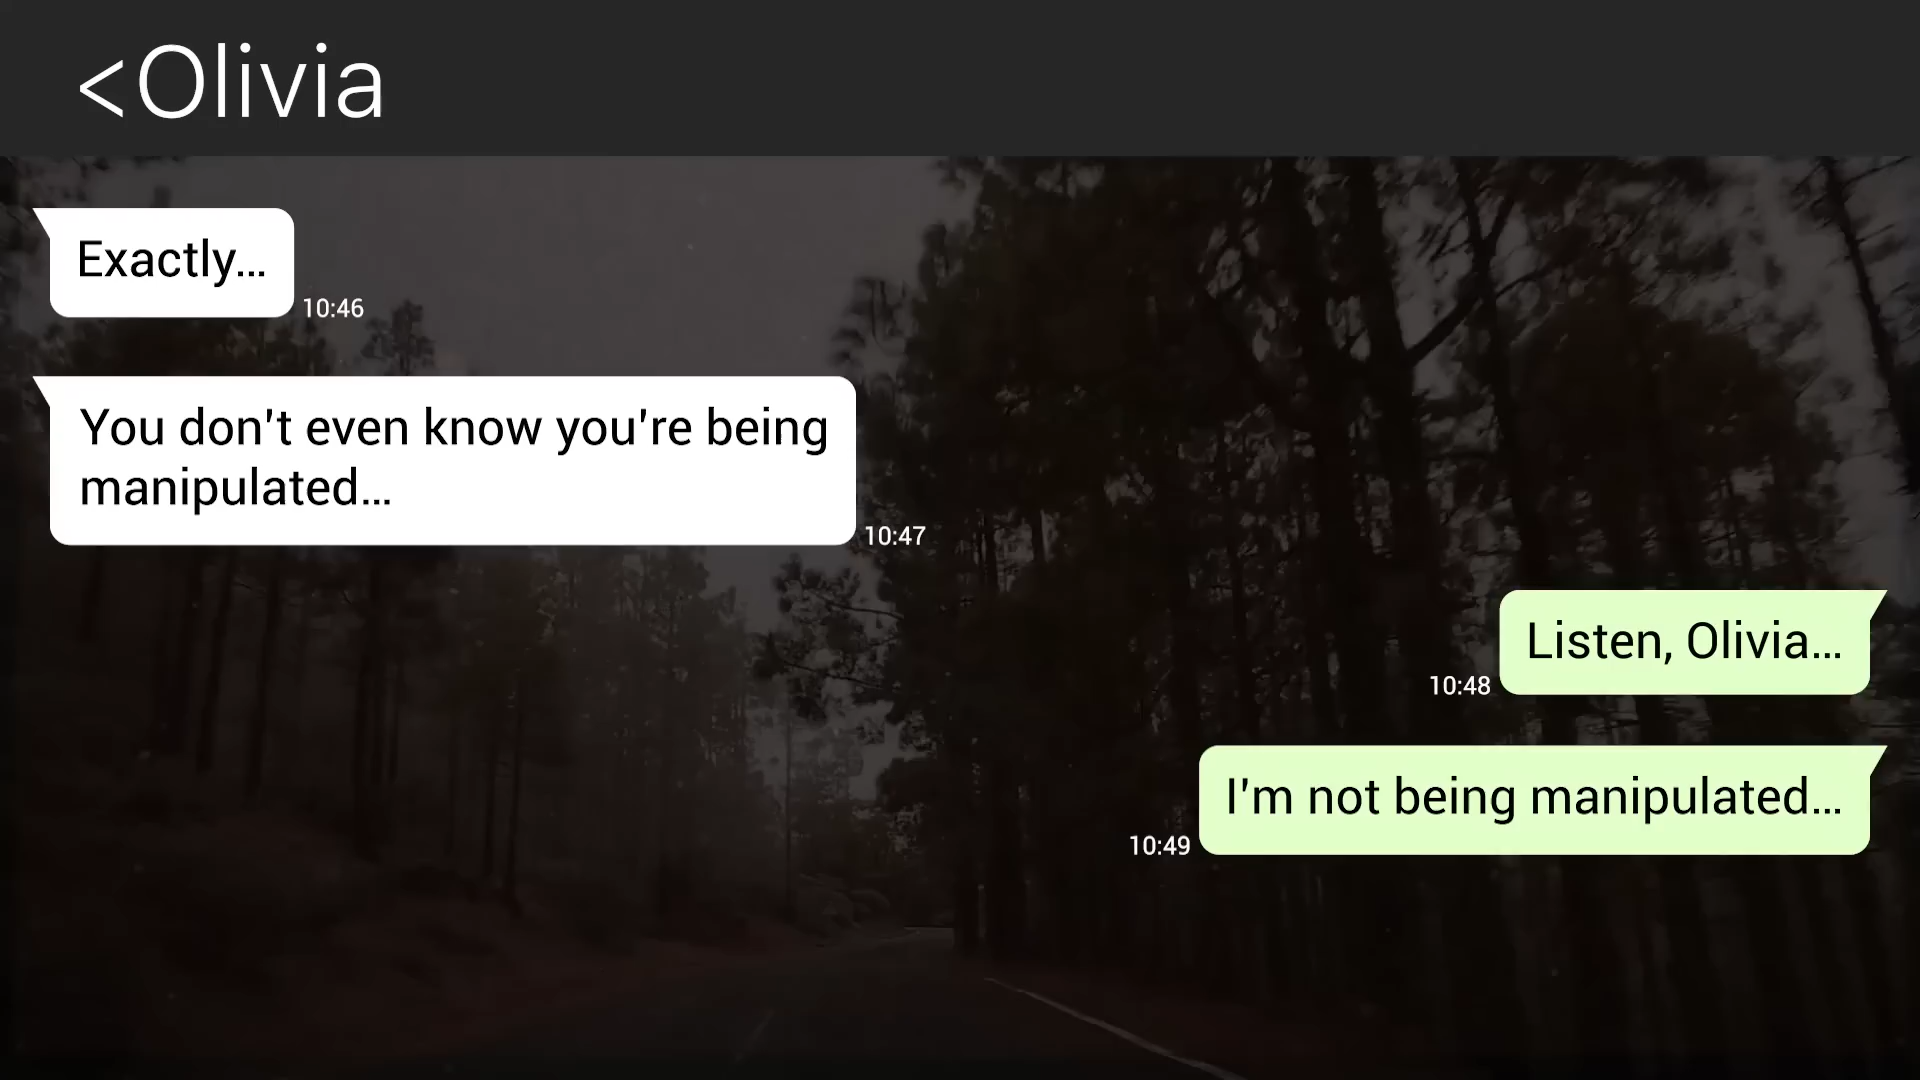 <Olivia
Exactly...
10:46
You don't even know you're being
manipulated...
10:47
Listen, Olivia...
10:48
I'm not being manipulated...
10:49